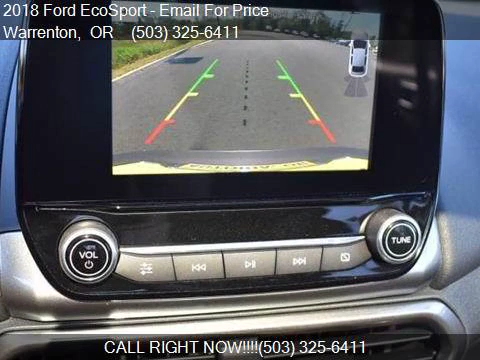 2018 Ford EcoSport - Email For Price
Warrenton,  OR    (503) 325-6411
VOL
TUNE
CALL RIGHT NOW!!!!(503) 325-6411